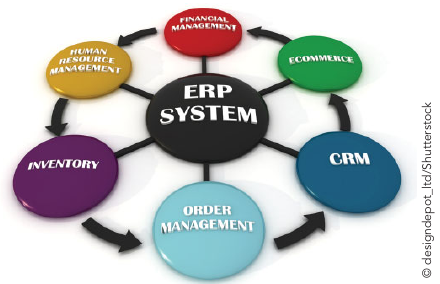 FINANCIAL
MANAGEMENT
HUMAN
RESOURCE
MANAGEMENT
ECOMMERCE
ERP
SYSTEM
INVENTORY
CRM
ORDER
MANAGEMENT
© designdepot_ltd/Shutterstock